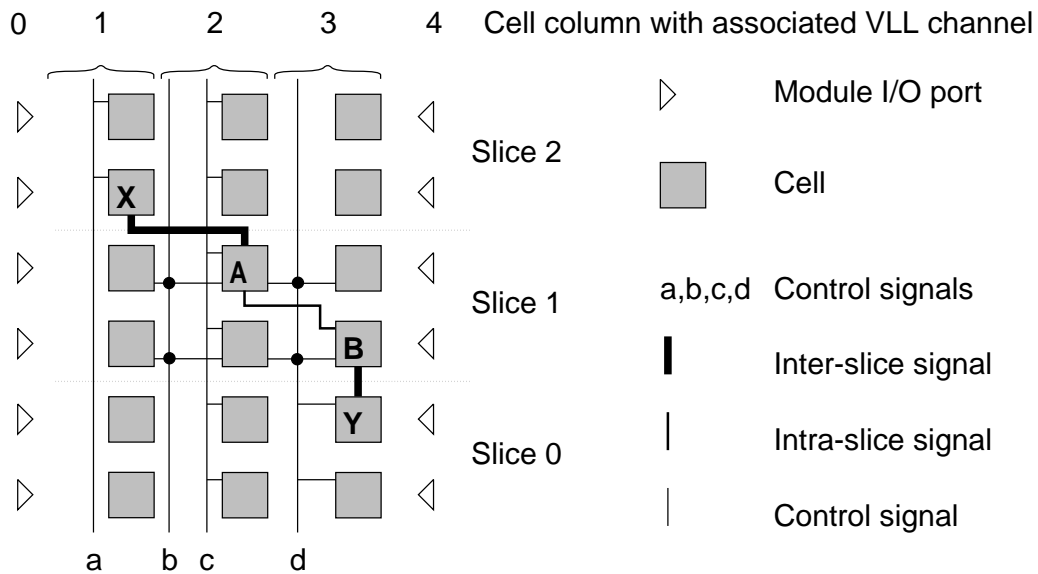 0 1 2 3 4 Cell column with associated VLL channel
Module I/O port
Slice 2
X Cell
A
a,b,c,d Control signals
Slice 1
B Inter-slice signal
Y Intra-slice signal
Slice 0
Control signal
a b c d